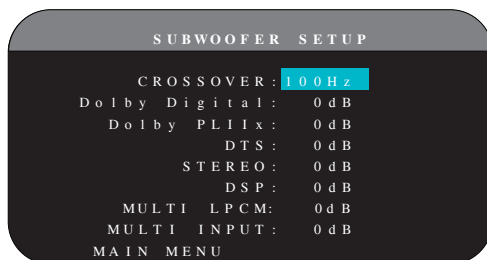 SUBWOOFER SETUP
CROSSOVER: 100Hz
Dolby Digital: 0dB
Dolby PLIIx: 0dB
DTS: 0dB
STEREO: 0dB
DSP: 0dB
MULTI LPCM: 0dB
MULTI INPUT: 0dB
MAIN MENU